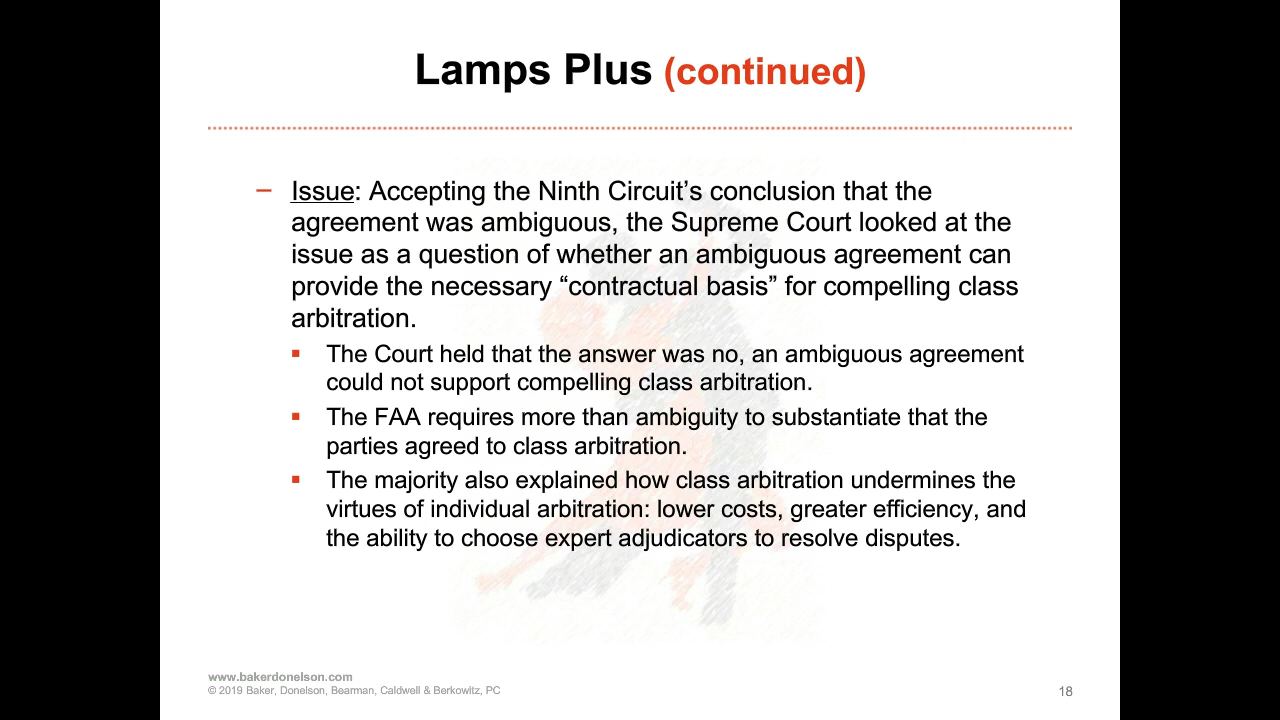 Lamps Plus (continued)
– Issue: Accepting the Ninth Circuit’s conclusion that the
agreement was ambiguous, the Supreme Court looked at the
issue as a question of whether an ambiguous agreement can
provide the necessary “contractual basis” for compelling class
arbitration.
▪ The Court held that the answer was no, an ambiguous agreement
could not support compelling class arbitration.
▪ The FAA requires more than ambiguity to substantiate that the
parties agreed to class arbitration.
▪ The majority also explained how class arbitration undermines the
virtues of individual arbitration: lower costs, greater efficiency, and
the ability to choose expert adjudicators to resolve disputes.
www.bakerdonelson.com
© 2019 Baker, Donelson, Bearman, Caldwell & Berkowitz, PC
18